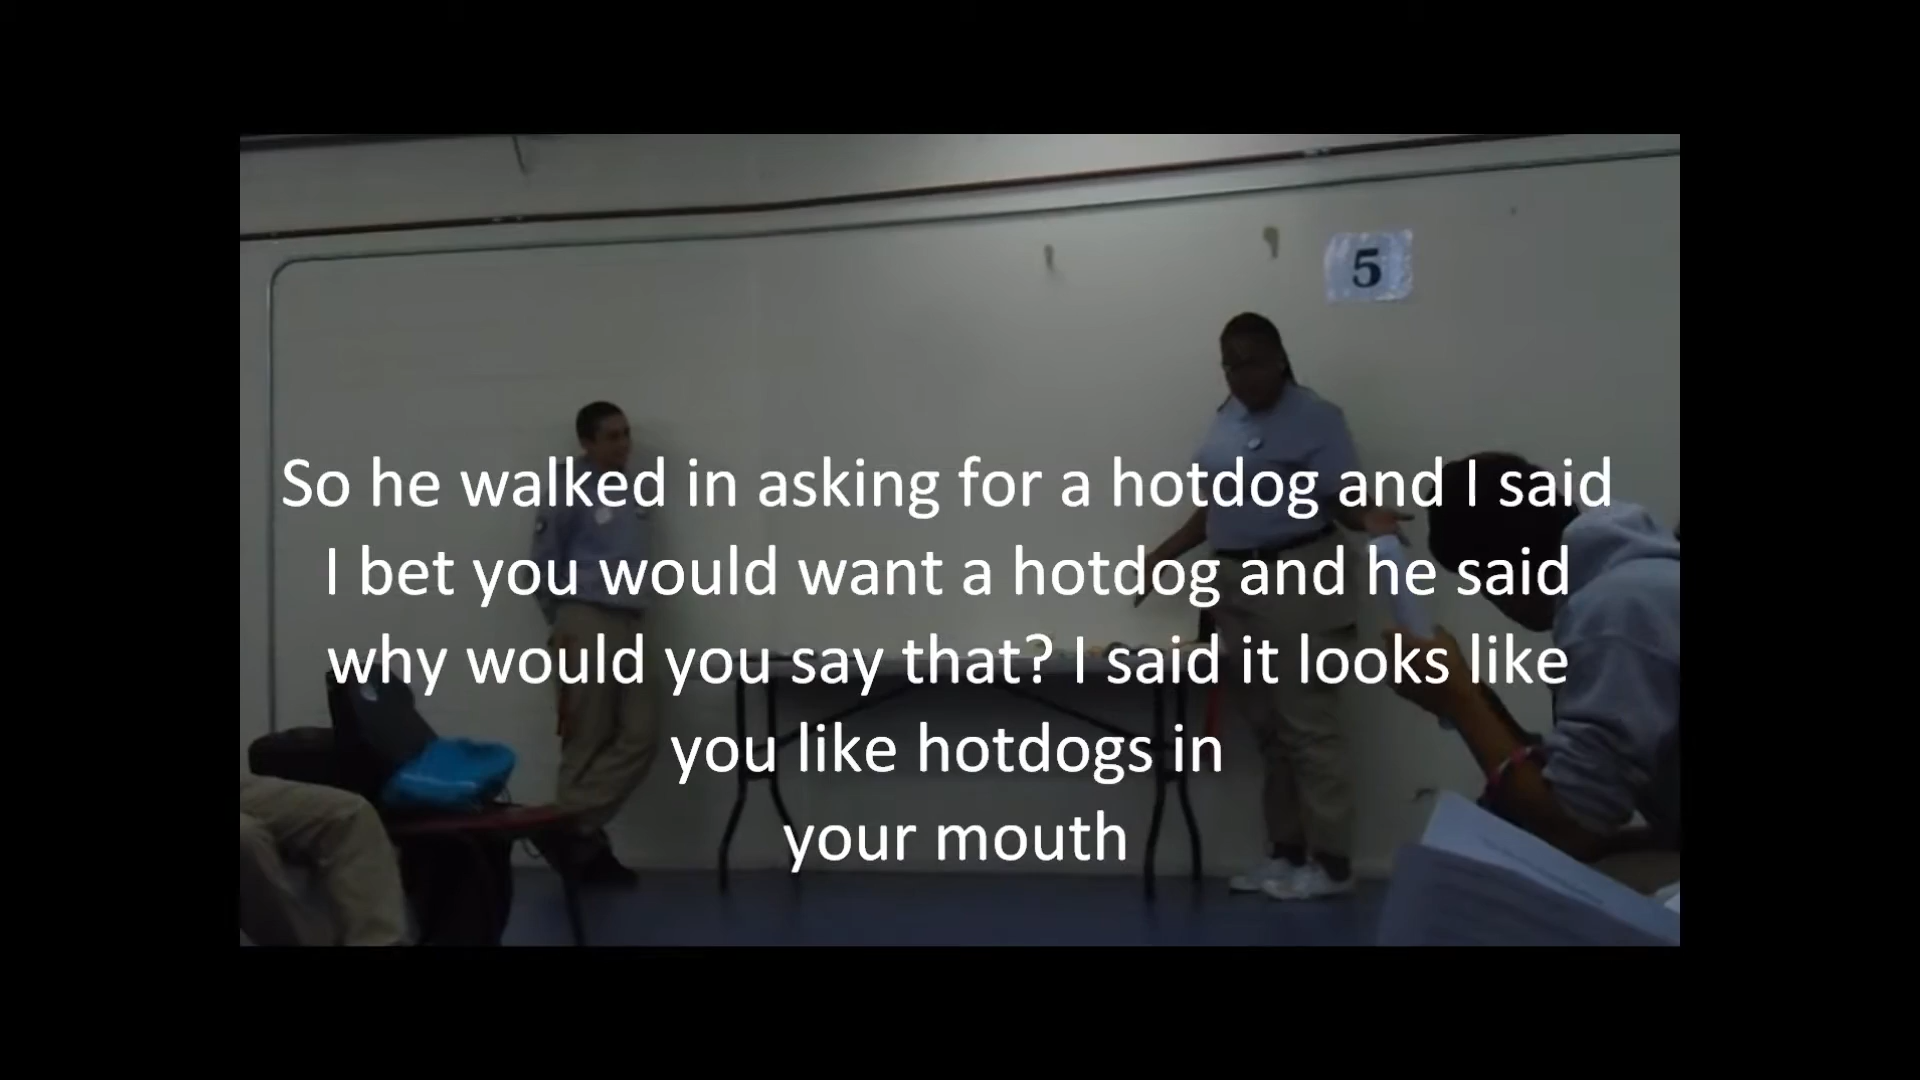 5
So he walked in asking for a hotdog and I said
I bet you would want a hotdog and he said
why would you say that? I said it looks like
you like hotdogs in
your mouth